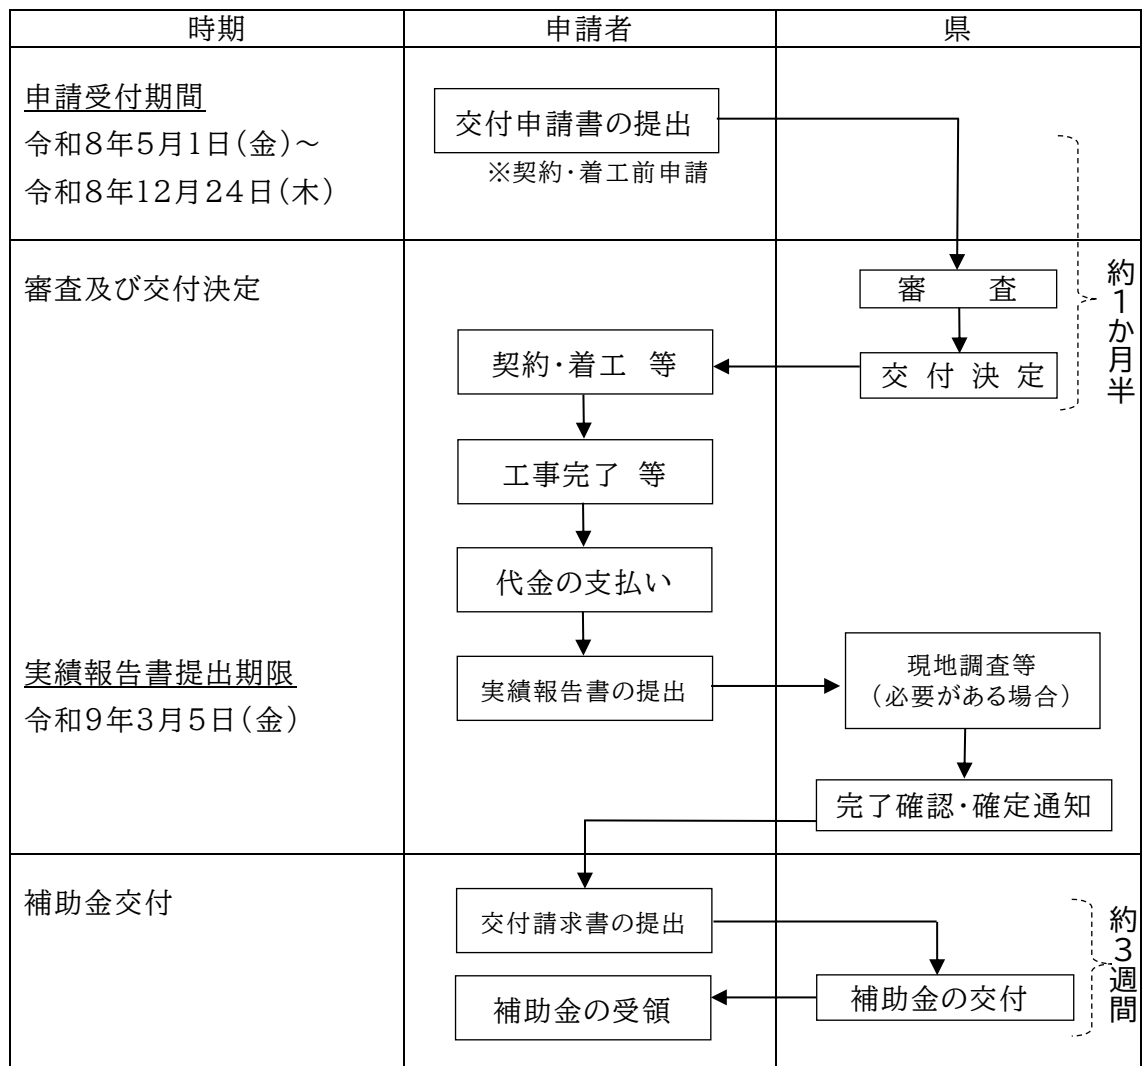 時期
申請者
県
申請受付期間
令和8年5月1日(金)～
令和8年12月24日(木)
交付申請書の提出
※契約・着工前申請
審査及び交付決定
審　　査
交 付 決 定
約1か月半
契約・着工 等
工事完了 等
代金の支払い
実績報告書提出期限
令和9年3月5日(金)
実績報告書の提出
現地調査等
(必要がある場合)
完了確認・確定通知
補助金交付
交付請求書の提出
補助金の交付
補助金の受領
約3週間